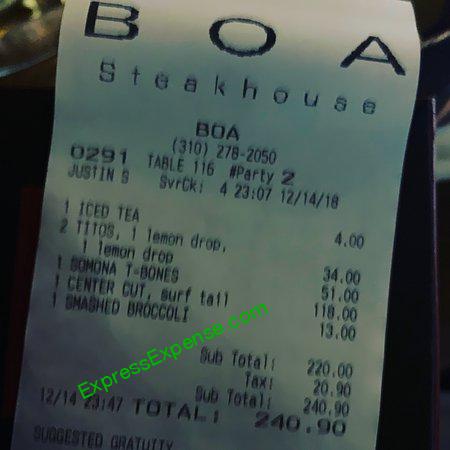 BOA
Steakhouse
BOA
(310) 278-2050
0291 TABLE 116 #Party 2
JUSTIN S SvrCk: 4 23:07 12/14/18
1 ICED TEA 4.00
2 TITOS, 1 lemon drop,
1 lemon drop 34.00
1 SOMONA T-BONES 51.00
1 CENTER CUT, surf tail 118.00
1 SMASHED BROCCOLI 13.00
Sub Total: 220.00
Tax: 20.90
Sub Total: 240.90
12/14 23:47 TOTAL: 240.90
SUGGESTED GRATUITY
ExpressExpense.com